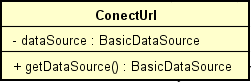 ConectUrl
- dataSource : BasicDataSource
+ getDataSource() : BasicDataSource